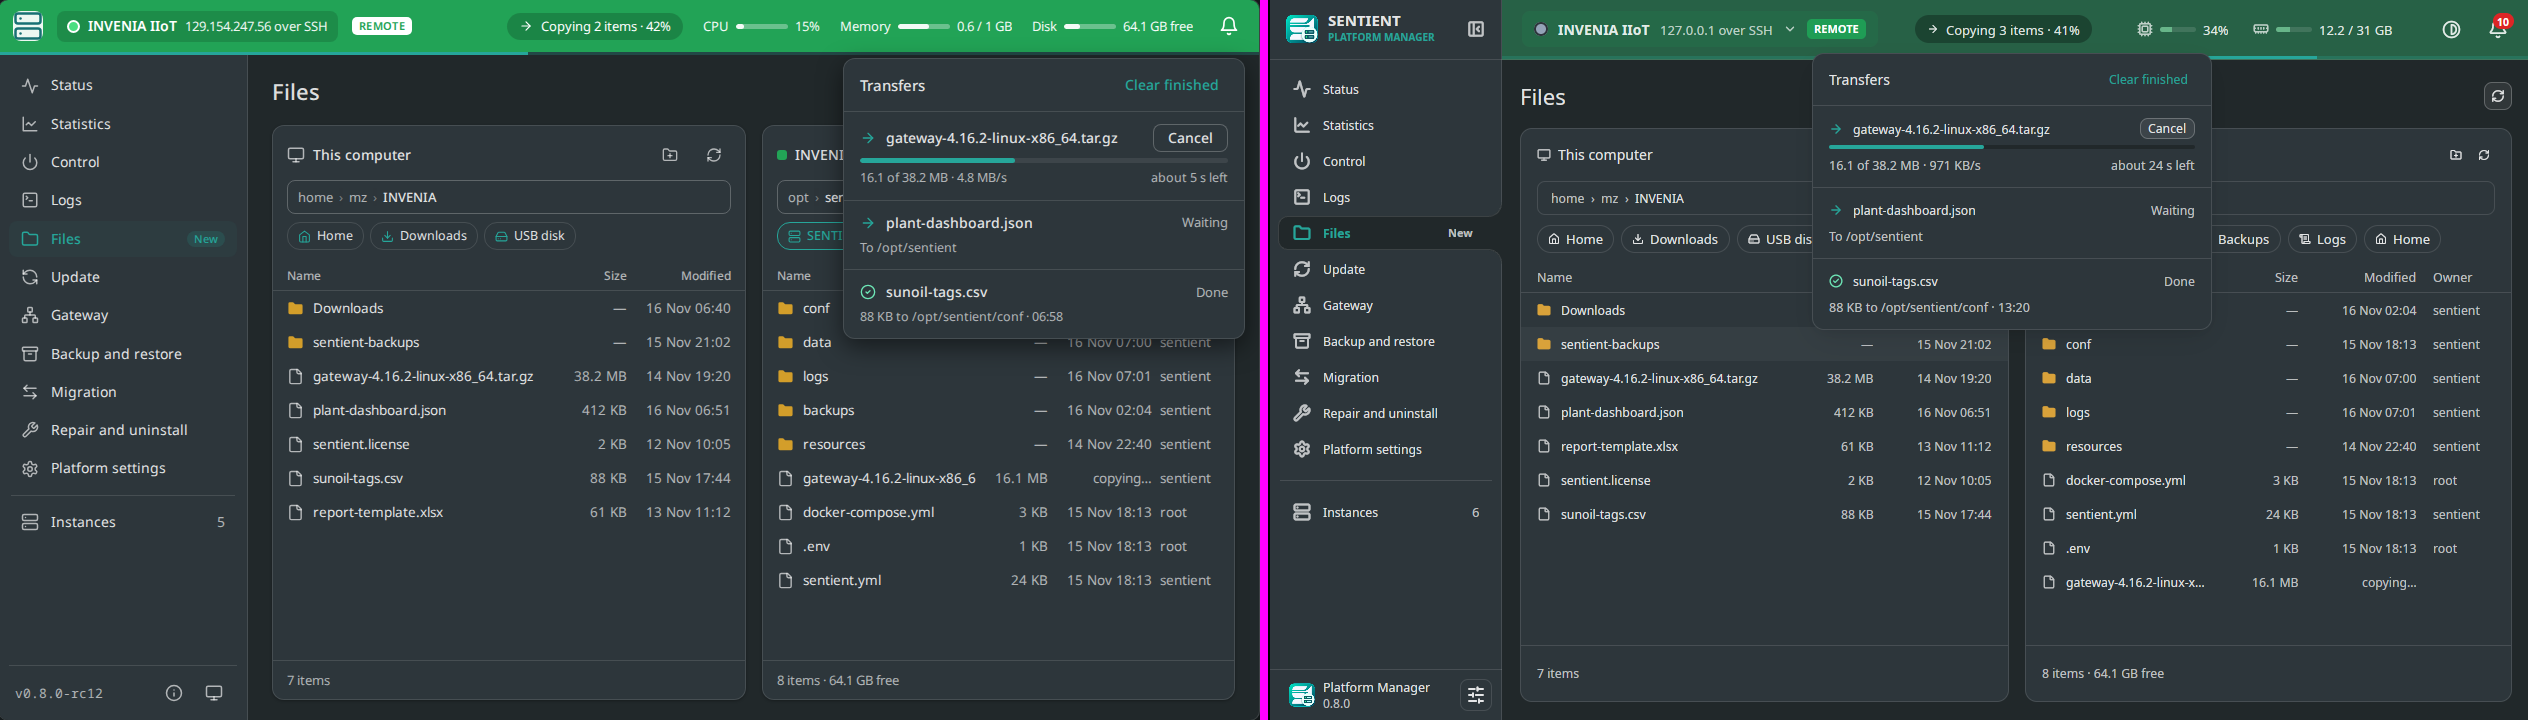 INVENIA IIoT 129.154.247.56 over SSH REMOTE
Copying 2 items · 42%
CPU 15%
Memory 0.6 / 1 GB
Disk 64.1 GB free
Status
Statistics
Control
Logs
Files New
Update
Gateway
Backup and restore
Migration
Repair and uninstall
Platform settings
Instances 5
v0.8.0-rc12
Files
This computer
home › mz › INVENIA
Home Downloads USB disk
Name Size Modified
Downloads — 16 Nov 06:40
sentient-backups — 15 Nov 21:02
gateway-4.16.2-linux-x86_64.tar.gz 38.2 MB 14 Nov 19:20
plant-dashboard.json 412 KB 16 Nov 06:51
sentient.license 2 KB 12 Nov 10:05
sunoil-tags.csv 88 KB 15 Nov 17:44
report-template.xlsx 61 KB 13 Nov 11:12
7 items
INVENI
opt › ser
SENTI
Name
conf
data — 16 Nov 07:00 sentient
logs — 16 Nov 07:01 sentient
backups — 16 Nov 02:04 sentient
resources — 14 Nov 22:40 sentient
gateway-4.16.2-linux-x86_6 16.1 MB copying... sentient
docker-compose.yml 3 KB 15 Nov 18:13 root
.env 1 KB 15 Nov 18:13 root
sentient.yml 24 KB 15 Nov 18:13 sentient
8 items · 64.1 GB free
Transfers Clear finished
gateway-4.16.2-linux-x86_64.tar.gz Cancel
16.1 of 38.2 MB · 4.8 MB/s about 5 s left
plant-dashboard.json Waiting
To /opt/sentient
sunoil-tags.csv Done
88 KB to /opt/sentient/conf · 06:58
SENTIENT
PLATFORM MANAGER
INVENIA IIoT 127.0.0.1 over SSH REMOTE
Copying 3 items · 41%
34%
12.2 / 31 GB
10
Status
Statistics
Control
Logs
Files New
Update
Gateway
Backup and restore
Migration
Repair and uninstall
Platform settings
Instances 6
Platform Manager
0.8.0
Files
This computer
home › mz › INVENIA
Home Downloads USB dis
Name
Downloads
sentient-backups — 15 Nov 21:02
gateway-4.16.2-linux-x86_64.tar.gz 38.2 MB 14 Nov 19:20
plant-dashboard.json 412 KB 16 Nov 06:51
report-template.xlsx 61 KB 13 Nov 11:12
sentient.license 2 KB 12 Nov 10:05
sunoil-tags.csv 88 KB 15 Nov 17:44
7 items
Transfers Clear finished
gateway-4.16.2-linux-x86_64.tar.gz Cancel
16.1 of 38.2 MB · 971 KB/s about 24 s left
plant-dashboard.json Waiting
To /opt/sentient
sunoil-tags.csv Done
88 KB to /opt/sentient/conf · 13:20
Backups Logs Home
Size Modified Owner
— 16 Nov 02:04 sentient
conf — 15 Nov 18:13 sentient
data — 16 Nov 07:00 sentient
logs — 16 Nov 07:01 sentient
resources — 14 Nov 22:40 sentient
docker-compose.yml 3 KB 15 Nov 18:13 root
sentient.yml 24 KB 15 Nov 18:13 sentient
.env 1 KB 15 Nov 18:13 root
gateway-4.16.2-linux-x... 16.1 MB copying...
8 items · 64.1 GB free